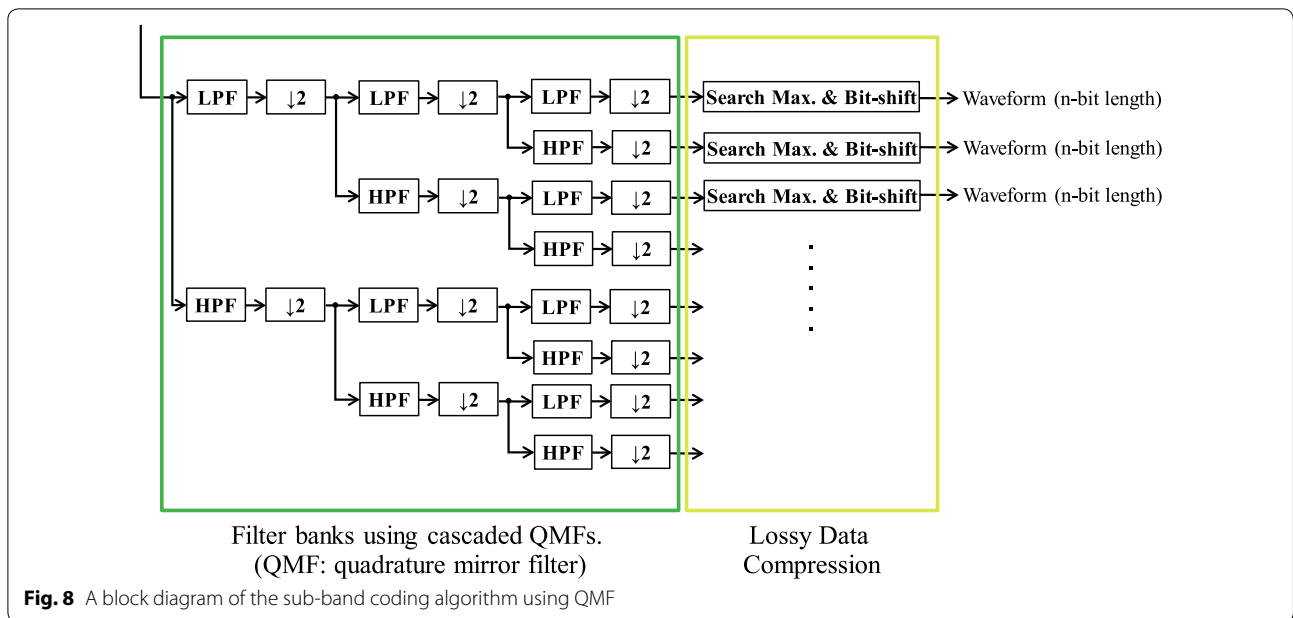 LPF ↓2 LPF ↓2 LPF ↓2 Search Max. & Bit-shift Waveform (n-bit length)
HPF ↓2 Search Max. & Bit-shift Waveform (n-bit length)
HPF ↓2 LPF ↓2 Search Max. & Bit-shift Waveform (n-bit length)
HPF ↓2
HPF ↓2 LPF ↓2 LPF ↓2
HPF ↓2
HPF ↓2 LPF ↓2
HPF ↓2
Filter banks using cascaded QMFs.
(QMF: quadrature mirror filter)
Lossy Data
Compression
Fig. 8 A block diagram of the sub-band coding algorithm using QMF